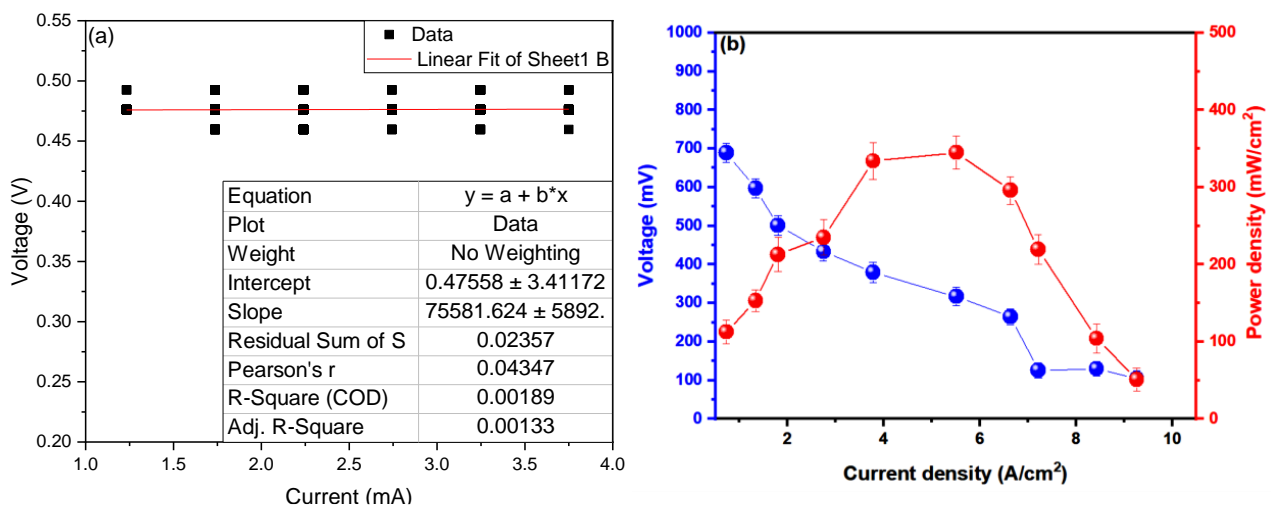 (a)
Data
Linear Fit of Sheet1 B
0.55
0.50
0.45
0.40
0.35
0.30
0.25
0.20
Voltage (V)
Equation y = a + b*x
Plot Data
Weight No Weighting
Intercept 0.47558 ± 3.41172
Slope 75581.624 ± 5892.
Residual Sum of S 0.02357
Pearson's r 0.04347
R-Square (COD) 0.00189
Adj. R-Square 0.00133
1.0 1.5 2.0 2.5 3.0 3.5 4.0
Current (mA)
(b)
1000
900
800
700
600
500
400
300
200
100
0
Voltage (mV)
500
400
300
200
100
0
Power density (mW/cm²)
2 4 6 8 10
Current density (A/cm²)